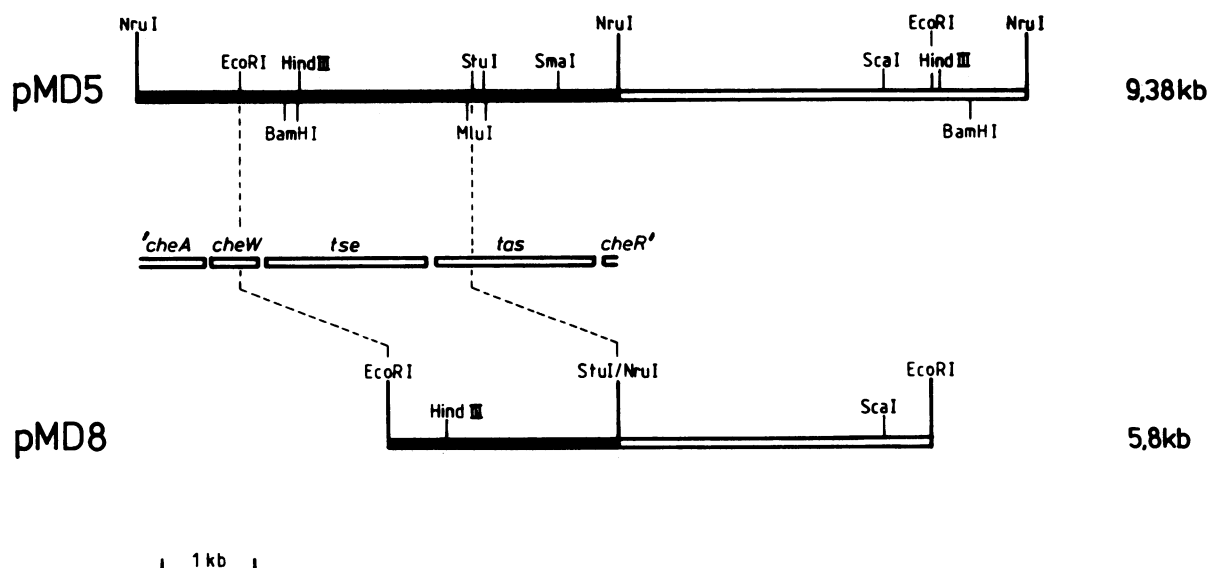 NruI NruI EcoRI NruI
EcoRI HindIII StuI SmaI ScaI HindIII
pMD5 9,38kb
BamHI MluI BamHI
'cheA cheW tse tas cheR'
EcoRI StuI/NruI EcoRI
HindIII ScaI
pMD8 5,8kb
1 kb